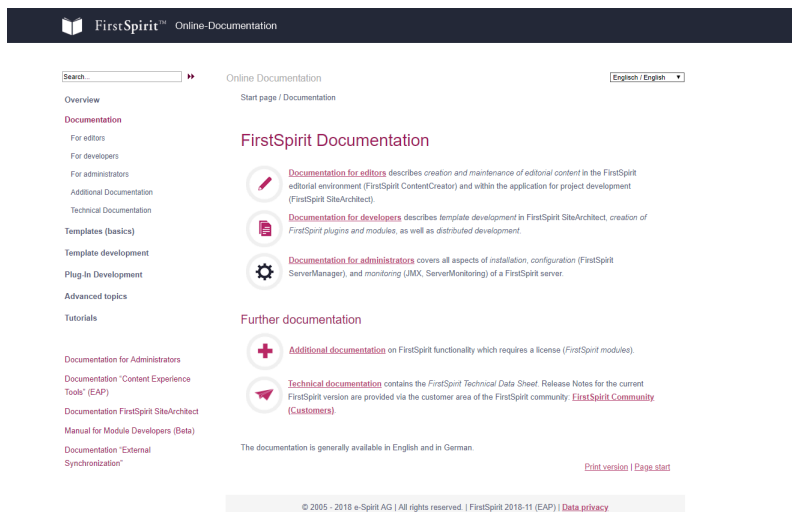 FirstSpirit™ Online-Documentation
Search...
Overview
Documentation
For editors
For developers
For administrators
Additional Documentation
Technical Documentation
Templates (basics)
Template development
Plug-In Development
Advanced topics
Tutorials
Documentation for Administrators
Documentation "Content Experience
Tools" (EAP)
Documentation FirstSpirit SiteArchitect
Manual for Module Developers (Beta)
Documentation "External
Synchronization"
Online Documentation
Englisch / English
Start page / Documentation
FirstSpirit Documentation
Documentation for editors describes creation and maintenance of editorial content in the FirstSpirit
editorial environment (FirstSpirit ContentCreator) and within the application for project development
(FirstSpirit SiteArchitect).
Documentation for developers describes template development in FirstSpirit SiteArchitect, creation of
FirstSpirit plugins and modules, as well as distributed development.
Documentation for administrators covers all aspects of installation, configuration (FirstSpirit
ServerManager), and monitoring (JMX, ServerMonitoring) of a FirstSpirit server.
Further documentation
Additional documentation on FirstSpirit functionality which requires a license (FirstSpirit modules).
Technical documentation contains the FirstSpirit Technical Data Sheet. Release Notes for the current
FirstSpirit version are provided via the customer area of the FirstSpirit community: FirstSpirit Community
(Customers).
The documentation is generally available in English and in German.
Print version | Page start
© 2005 - 2018 e-Spirit AG | All rights reserved. | FirstSpirit 2018-11 (EAP) | Data privacy